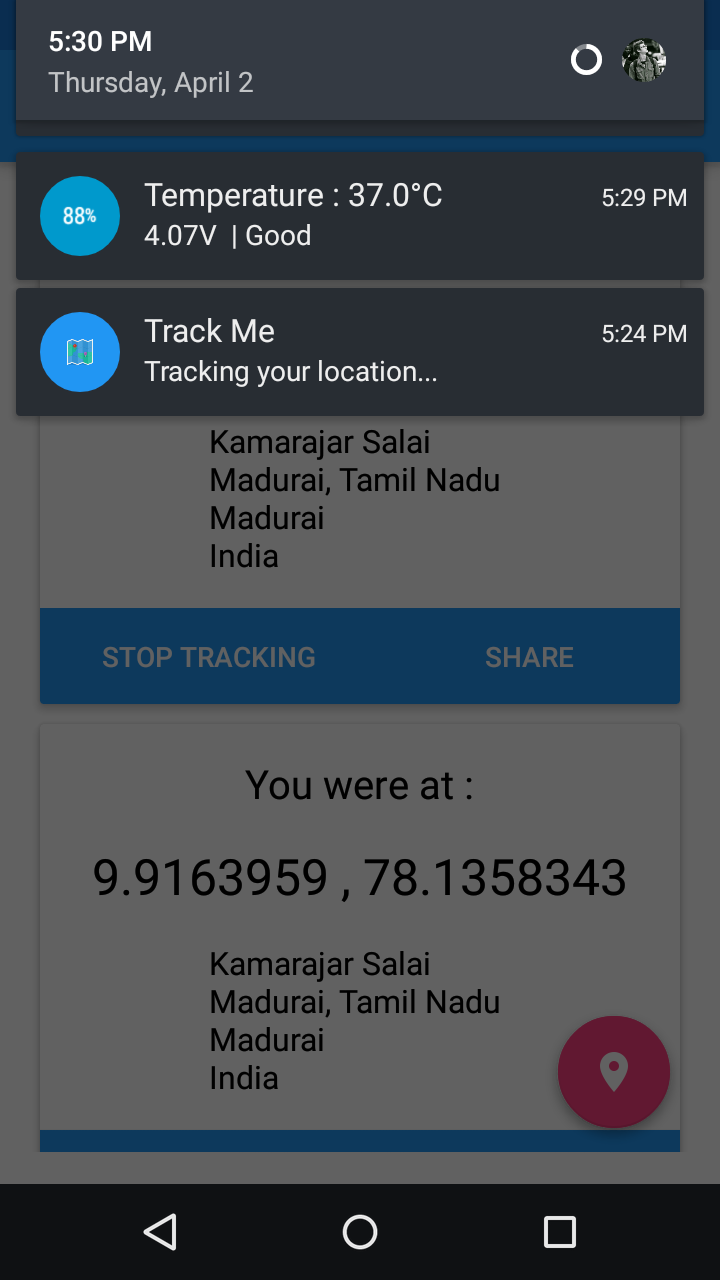 5:30 PM
Thursday, April 2
88%
Temperature : 37.0°C
5:29 PM
4.07V | Good
Track Me
5:24 PM
Tracking your location...
Kamarajar Salai
Madurai, Tamil Nadu
Madurai
India
STOP TRACKING
SHARE
You were at :
9.9163959 , 78.1358343
Kamarajar Salai
Madurai, Tamil Nadu
Madurai
India